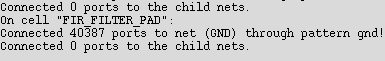 Connected 0 ports to the child nets.
On cell "FIR_FILTER_PAD":
Connected 40387 ports to net (GND) through pattern gnd!
Connected 0 ports to the child nets.